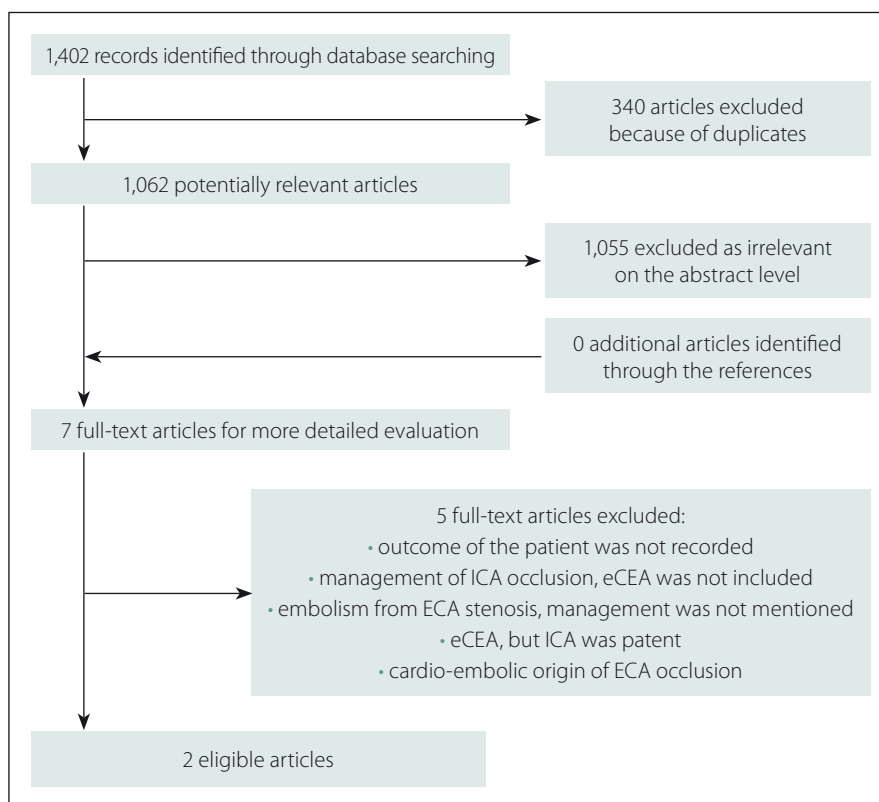 1,402 records identified through database searching
340 articles excluded
because of duplicates
1,062 potentially relevant articles
1,055 excluded as irrelevant
on the abstract level
0 additional articles identified
through the references
7 full-text articles for more detailed evaluation
5 full-text articles excluded:
• outcome of the patient was not recorded
• management of ICA occlusion, eCEA was not included
• embolism from ECA stenosis, management was not mentioned
• eCEA, but ICA was patent
• cardio-embolic origin of ECA occlusion
2 eligible articles